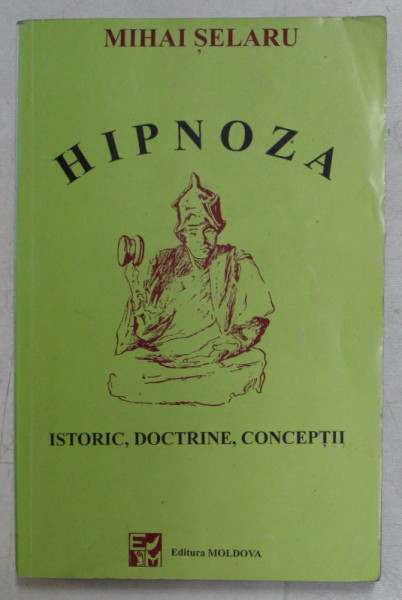 MIHAI ȘELARU
HIPNOZA
ISTORIC, DOCTRINE, CONCEPȚII
Editura MOLDOVA